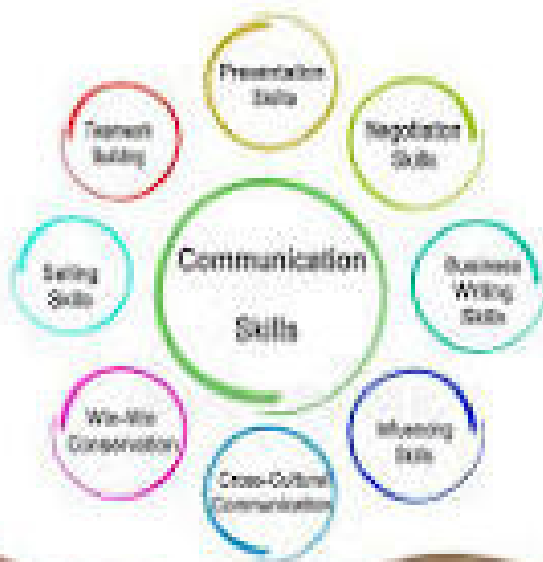 Presentation
Skills
Negotiation
Skills
Business
Writing
Skills
Influencing
Skills
Cross-Cultural
Communication
Win-Win
Conservation
Selling
Skills
Teamwork
Building
Communication
Skills